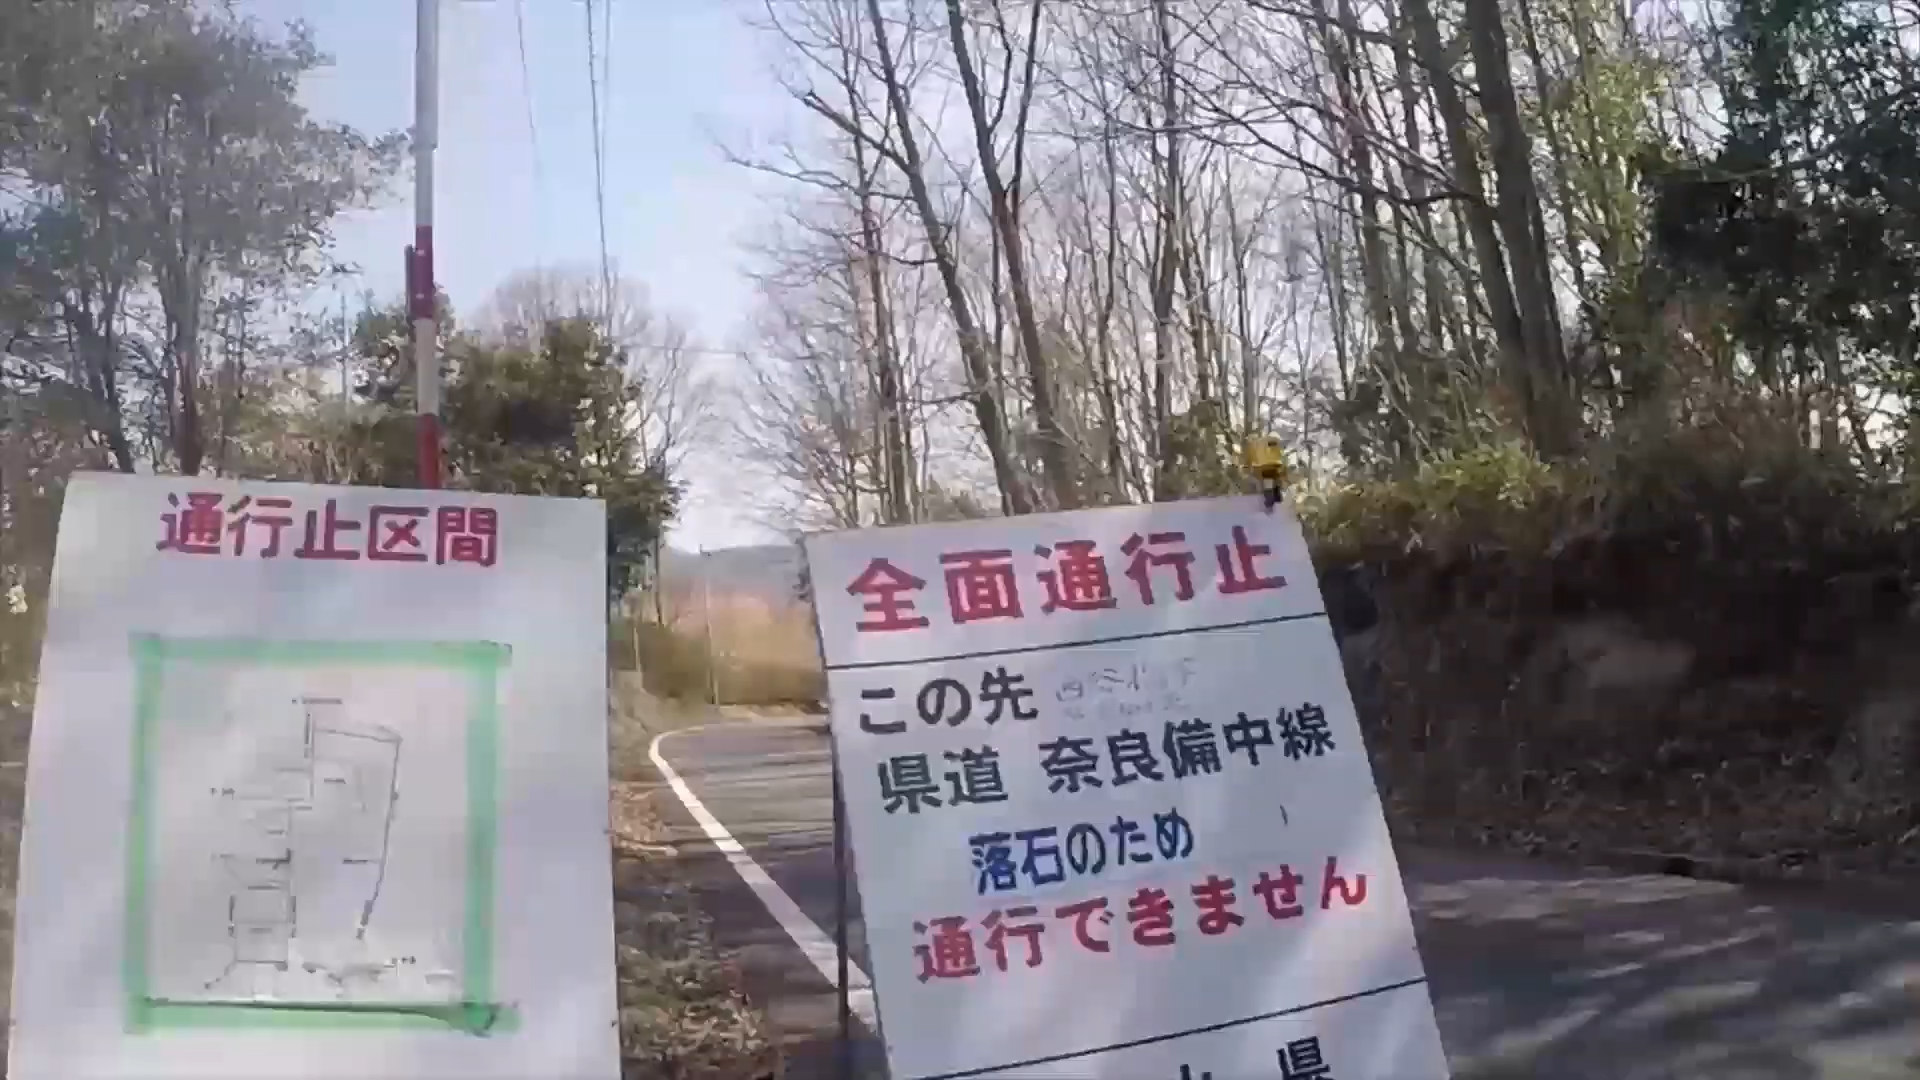 通行止区間
全面通行止
この先
県道 奈良備中線
落石のため
通行できません
県